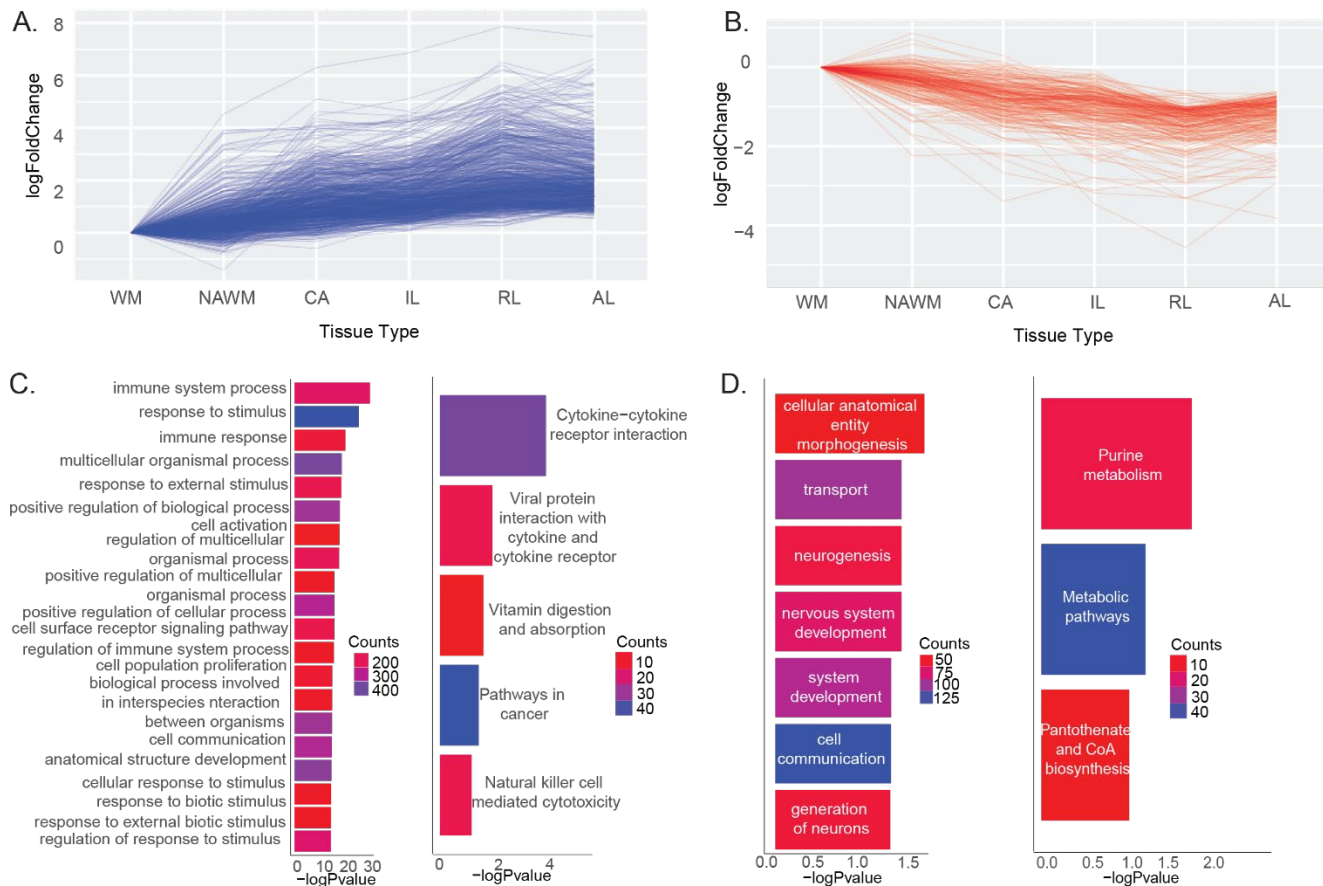 A.
8
6
4
2
0
logFoldChange
WM NAWM CA IL RL AL
Tissue Type
B.
0
−2
−4
logFoldChange
WM NAWM CA IL RL AL
Tissue Type
C.
immune system process
response to stimulus
immune response
multicellular organismal process
response to external stimulus
positive regulation of biological process
cell activation
regulation of multicellular
organismal process
positive regulation of multicellular
organismal process
positive regulation of cellular process
cell surface receptor signaling pathway
regulation of immune system process
cell population proliferation
biological process involved
in interspecies nteraction
between organisms
cell communication
anatomical structure development
cellular response to stimulus
response to biotic stimulus
response to external biotic stimulus
regulation of response to stimulus
Counts
200
300
400
0 10 20 30
−logPvalue
Cytokine−cytokine
receptor interaction
Viral protein
interaction with
cytokine and
cytokine receptor
Vitamin digestion
and absorption
Pathways in
cancer
Natural killer cell
mediated cytotoxicity
Counts
10
20
30
40
0 2 4
−logPvalue
D.
cellular anatomical
entity
morphogenesis
transport
neurogenesis
nervous system
development
system
development
cell
communication
generation
of neurons
Counts
50
75
100
125
0.0 0.5 1.0 1.5
−logPvalue
Purine
metabolism
Metabolic
pathways
Pantothenate
and CoA
biosynthesis
Counts
10
20
30
40
0.0 0.5 1.0 1.5 2.0
−logPvalue